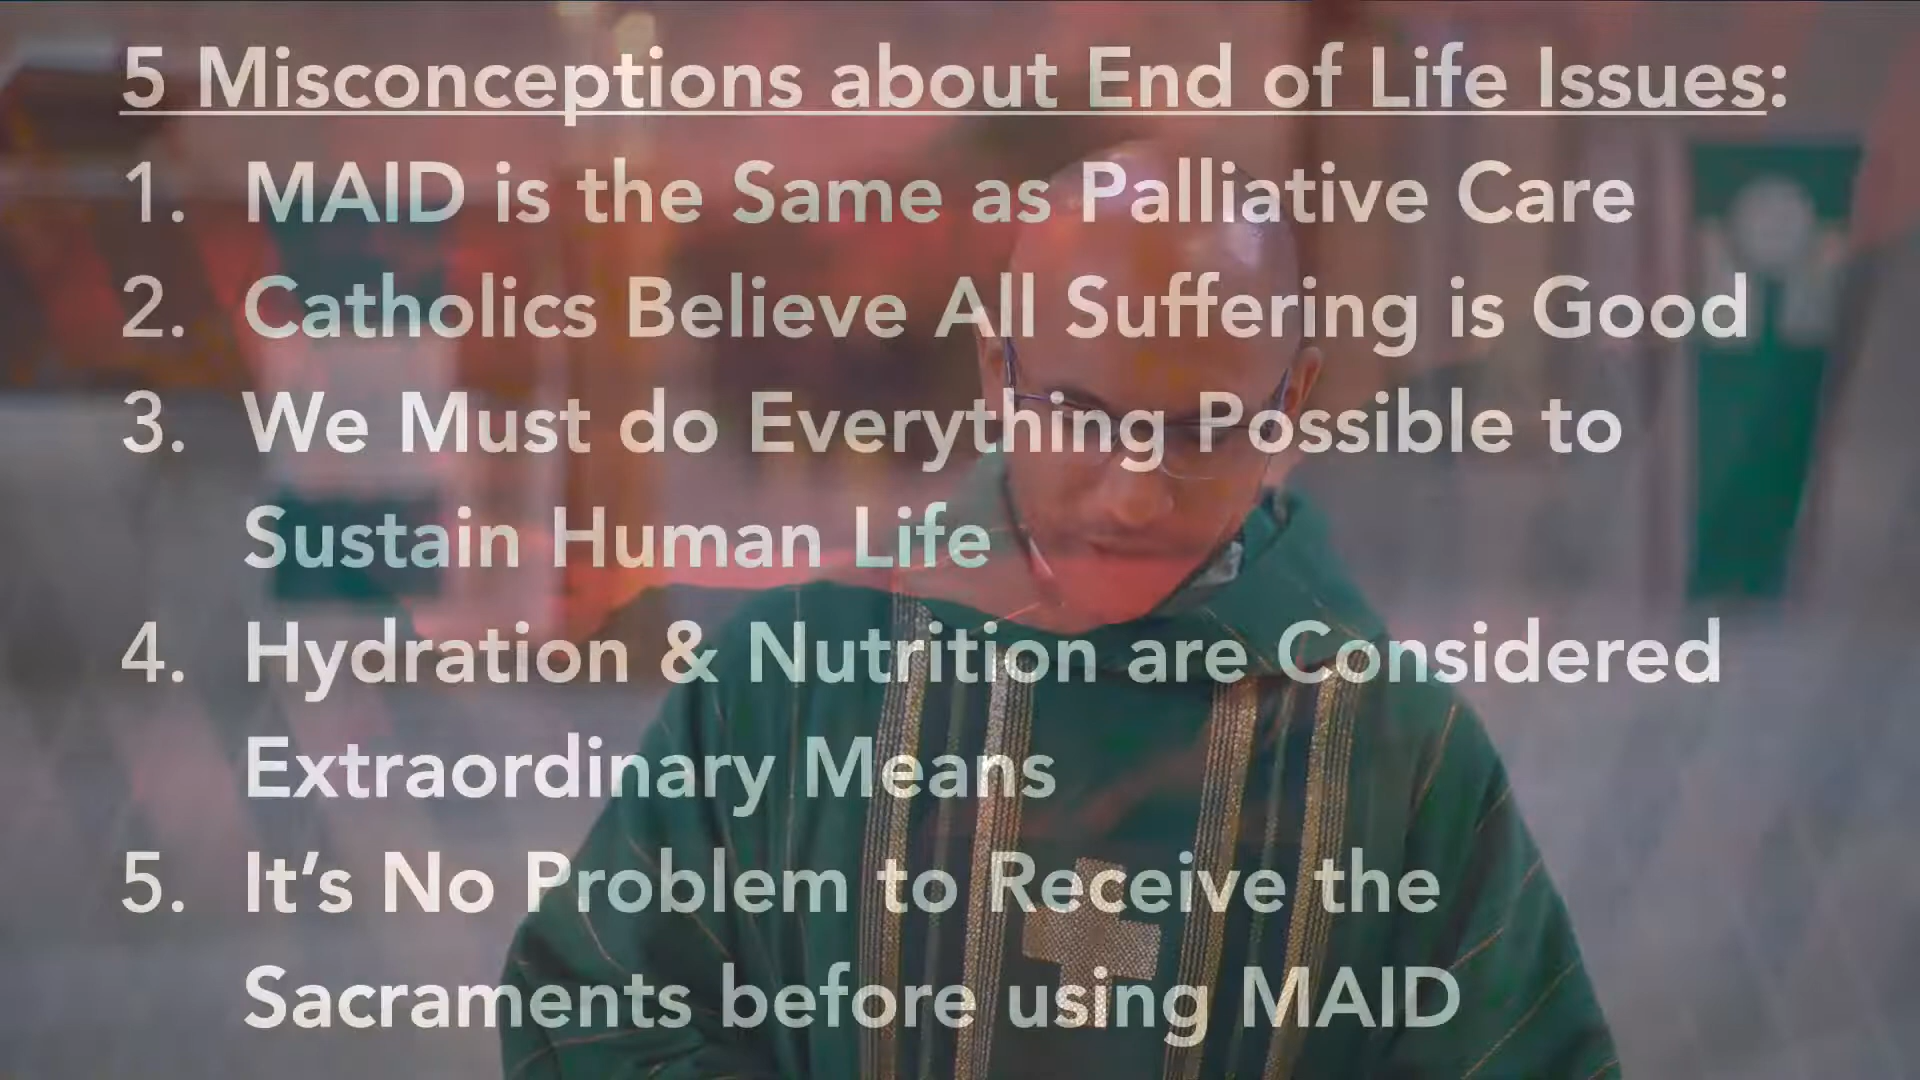 5 Misconceptions about End of Life Issues:
1. MAID is the Same as Palliative Care
2. Catholics Believe All Suffering is Good
3. We Must do Everything Possible to
Sustain Human Life
4. Hydration & Nutrition are Considered
Extraordinary Means
5. It's No Problem to Receive the
Sacraments before using MAID